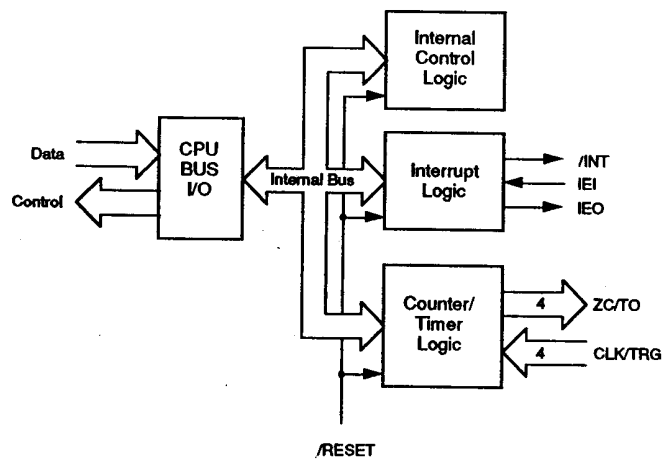 Internal
Control
Logic
Data
Control
CPU
BUS
I/O
Internal Bus
Interrupt
Logic
/INT
IEI
IEO
Counter/
Timer
Logic
4
ZC/TO
4
CLK/TRG
/RESET